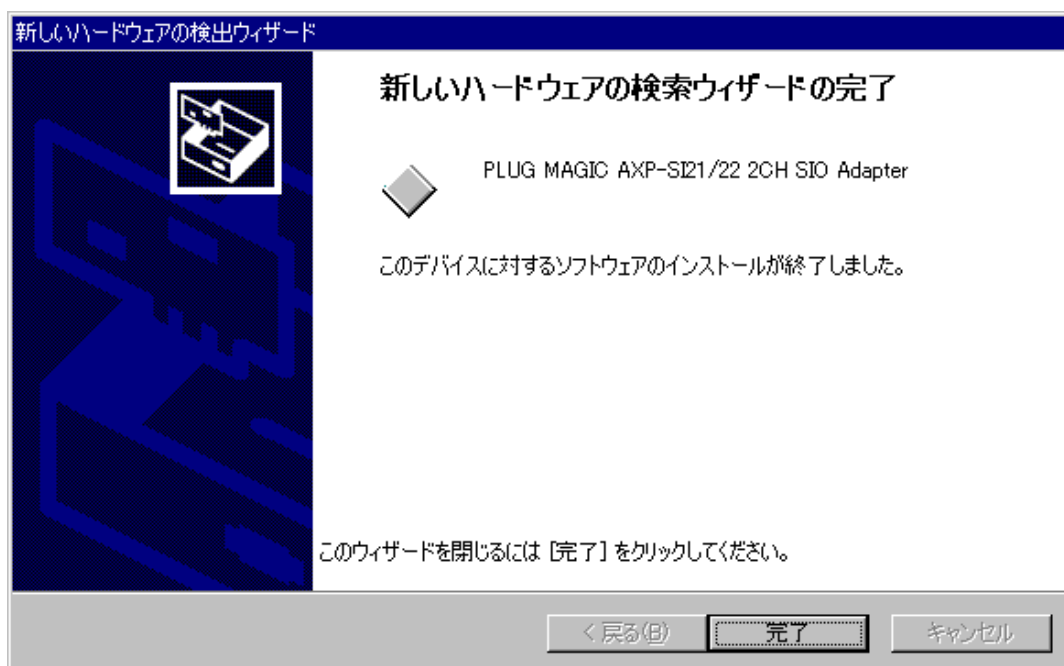 新しいハードウェアの検出ウィザード
新しいハードウェアの検索ウィザードの完了
PLUG MAGIC AXP-SI21/22 2CH SIO Adapter
このデバイスに対するソフトウェアのインストールが終了しました。
このウィザードを閉じるには [完了] をクリックしてください。
< 戻る(B) 完了 キャンセル